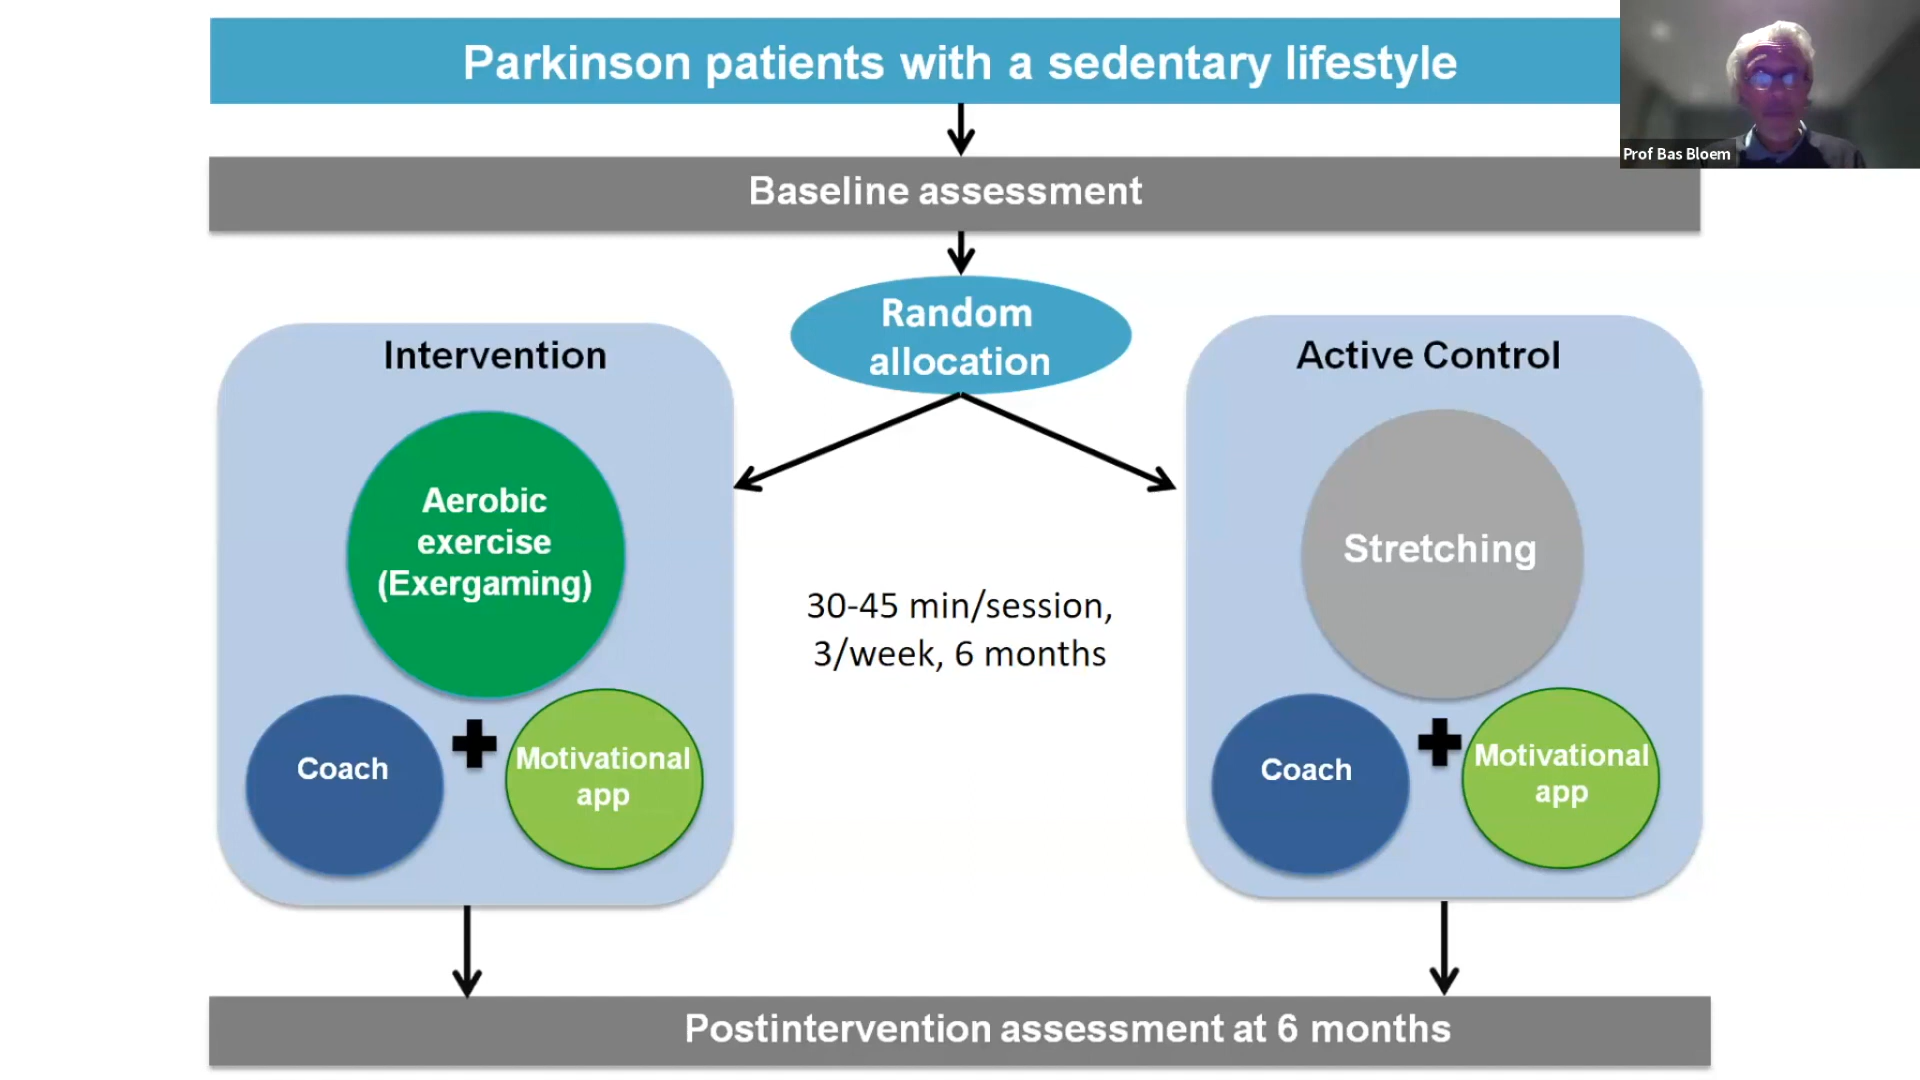 Parkinson patients with a sedentary lifestyle
Prof Bas Bloem
Baseline assessment
Random
allocation
Intervention
Aerobic
exercise
(Exergaming)
Coach
Motivational
app
30-45 min/session,
3/week, 6 months
Active Control
Stretching
Coach
Motivational
app
Postintervention assessment at 6 months